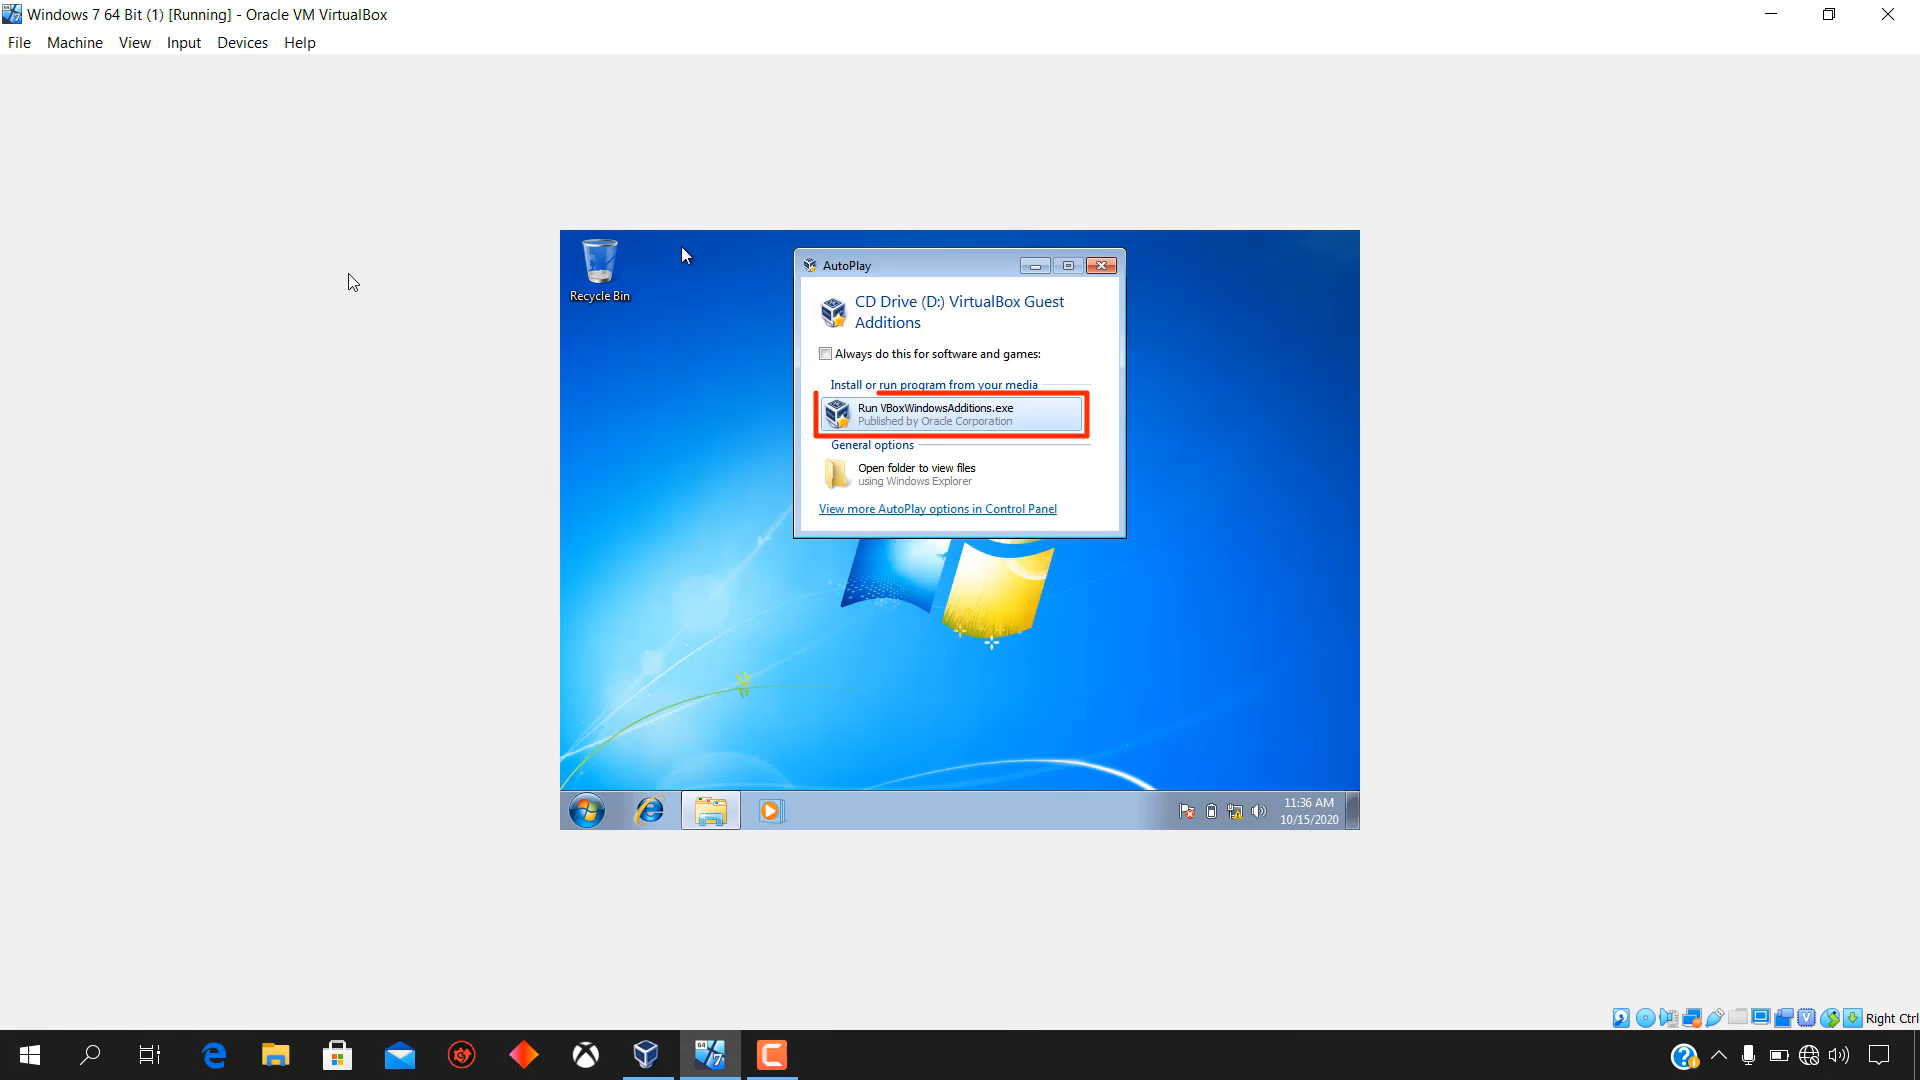 Windows 7 64 Bit (1) [Running] - Oracle VM VirtualBox
File Machine View Input Devices Help
Recycle Bin
AutoPlay
CD Drive (D:) VirtualBox Guest
Additions
Always do this for software and games:
Install or run program from your media
Run VBoxWindowsAdditions.exe
Published by Oracle Corporation
General options
Open folder to view files
using Windows Explorer
View more AutoPlay options in Control Panel
11:36 AM
10/15/2020
Right Ctrl